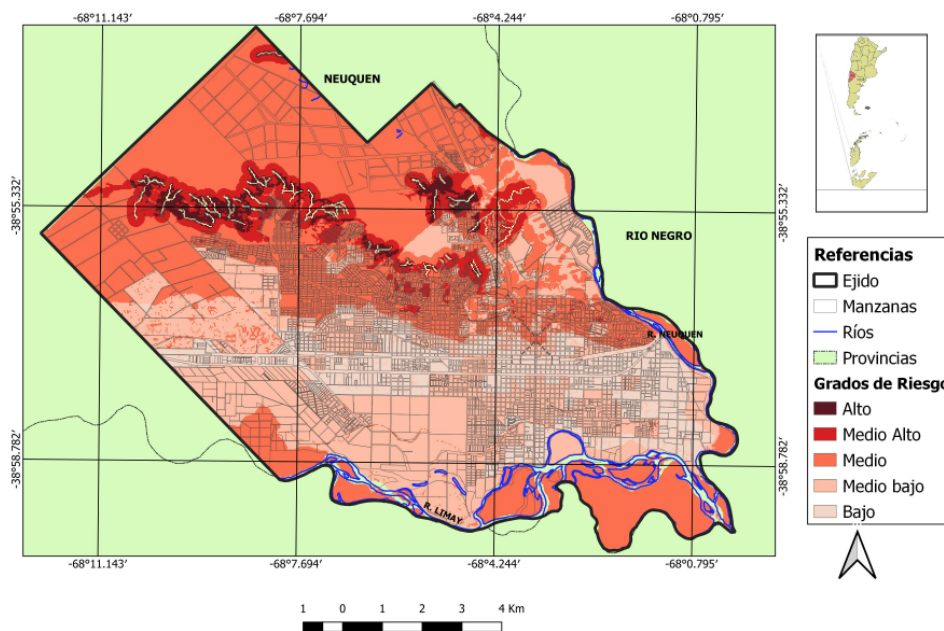 -68°11.143' -68°7.694' -68°4.244' -68°0.795'
NEUQUEN
-38°55.332' -38°55.332'
RIO NEGRO
R. NEUQUEN
-38°58.782' -38°58.782'
R. LIMAY
-68°11.143' -68°7.694' -68°4.244' -68°0.795'
1 0 1 2 3 4 Km
Referencias
Ejido
Manzanas
Ríos
Provincias
Grados de Riesgo
Alto
Medio Alto
Medio
Medio bajo
Bajo